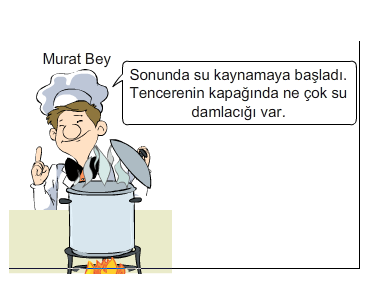 Murat Bey
Sonunda su kaynamaya başladı.
Tencerenin kapağında ne çok su
damlacığı var.